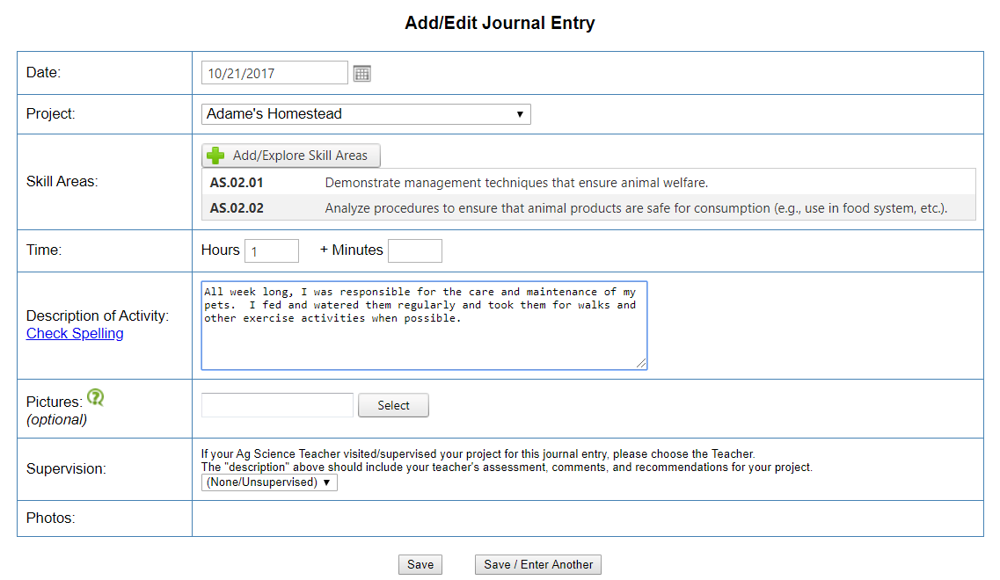 Add/Edit Journal Entry
Date:
10/21/2017
Project:
Adame's Homestead
Skill Areas:
Add/Explore Skill Areas
AS.02.01 Demonstrate management techniques that ensure animal welfare.
AS.02.02 Analyze procedures to ensure that animal products are safe for consumption (e.g., use in food system, etc.).
Time:
Hours 1 + Minutes
Description of Activity:
Check Spelling
All week long, I was responsible for the care and maintenance of my
pets.  I fed and watered them regularly and took them for walks and
other exercise activities when possible.
Pictures: ?
(optional)
Select
Supervision:
If your Ag Science Teacher visited/supervised your project for this journal entry, please choose the Teacher.
The "description" above should include your teacher's assessment, comments, and recommendations for your project.
(None/Unsupervised)
Photos:
Save Save / Enter Another